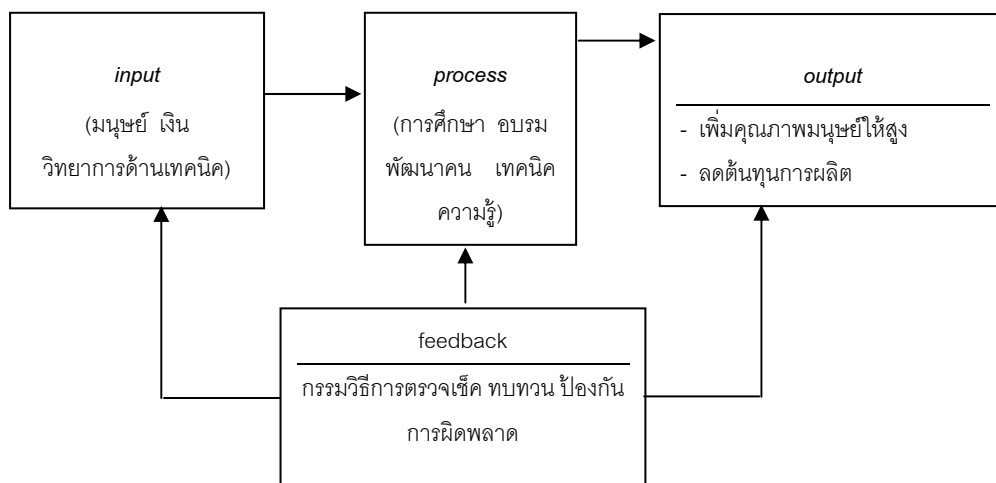 input
(มนุษย์ เงิน
วิทยาการด้านเทคนิค)
process
(การศึกษา อบรม
พัฒนาคน เทคนิค
ความรู้)
output
- เพิ่มคุณภาพมนุษย์ให้สูง
- ลดต้นทุนการผลิต
feedback
กรรมวิธีการตรวจเช็ค ทบทวน ป้องกัน
การผิดพลาด